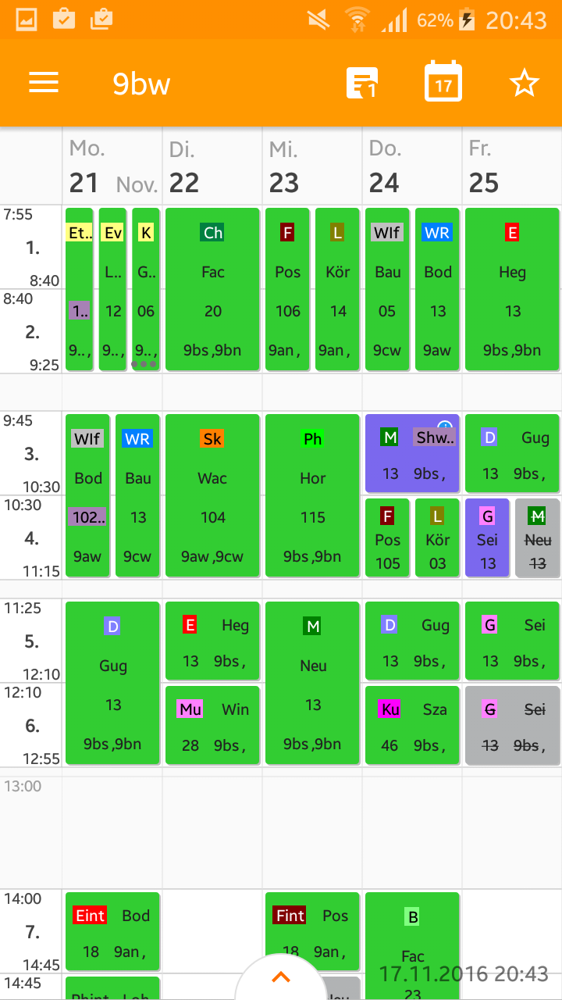 62% 20:43
9bw 1 17
Mo. Di. Mi. Do. Fr.
21 Nov. 22 23 24 25
7:55
1.
8:40
8:40
2.
9:25
Et.. Ev K Ch F L WIf WR E
L.. G.. Fac Pos Kör Bau Bod Heg
1.. 12 06 20 106 14 05 13 13
9.., 9.., 9.., 9bs ,9bn 9an , 9an , 9cw 9aw 9bs ,9bn
9:45
3.
10:30
10:30
4.
11:15
WIf WR Sk Ph M Shw.. D Gug
Bod Bau Wac Hor 13 9bs , 13 9bs ,
102.. 13 104 115 F L G M
9aw 9cw 9aw ,9cw 9bs ,9bn Pos Kör Sei Neu
105 03 13 13
11:25
5.
12:10
12:10
6.
12:55
D E Heg M D Gug G Sei
Gug 13 9bs , Neu 13 9bs , 13 9bs ,
13 Mu Win 13 Ku Sza G Sei
9bs ,9bn 28 9bs , 9bs ,9bn 46 9bs , 13 9bs ,
13:00
14:00
7.
14:45
14:45
Eint Bod Fint Pos B
18 9an , 18 9an , Fac
Phint Loh 23
17.11.2016 20:43